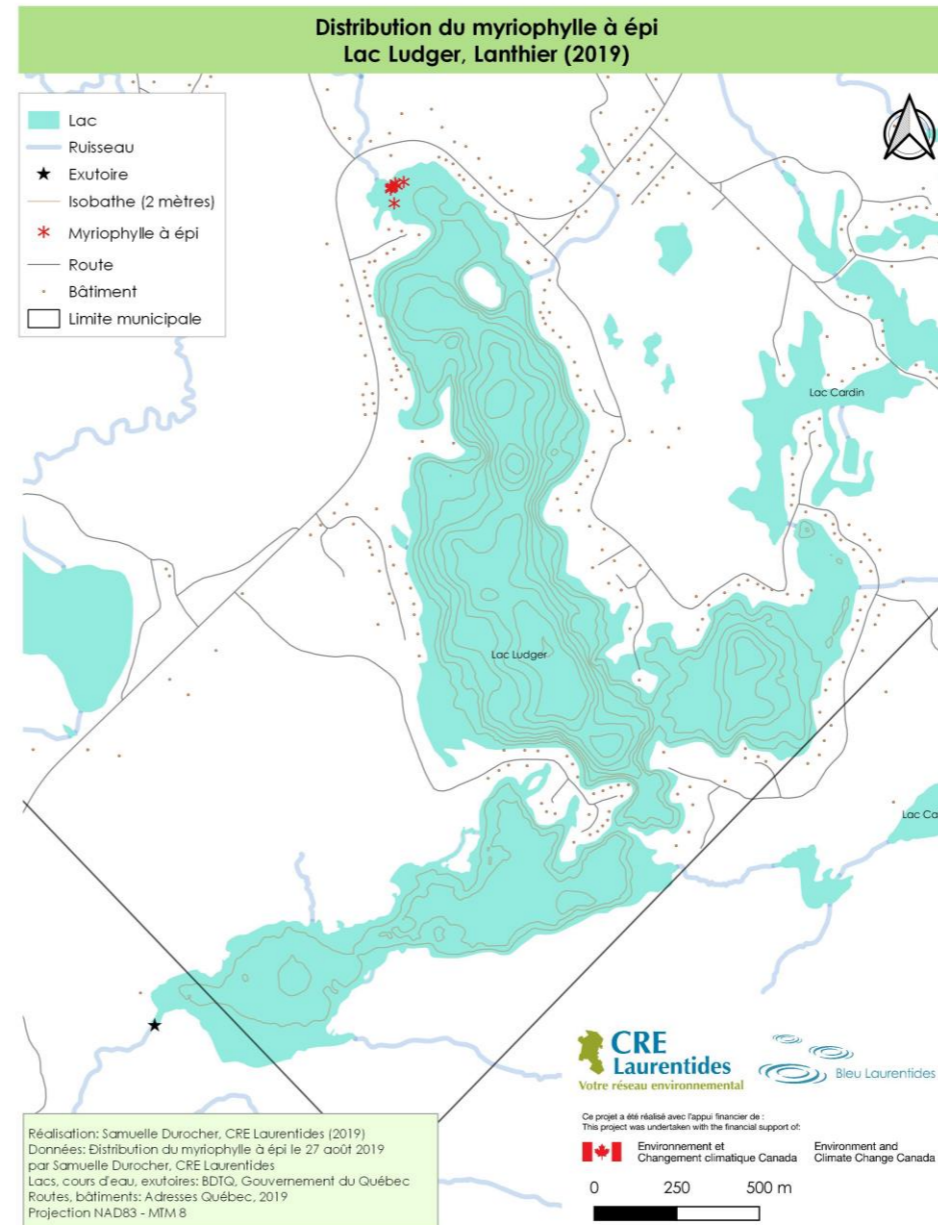 Distribution du myriophylle à épi
Lac Ludger, Lanthier (2019)
Lac
Ruisseau
Exutoire
Isobathe (2 mètres)
Myriophylle à épi
Route
Bâtiment
Limite municipale
Lac Cardin
Lac Ludger
Lac Ca
CRE
Laurentides
Votre réseau environnemental
Bleu Laurentides
Ce projet a été réalisé avec l'appui financier de :
This project was undertaken with the financial support of:
Environnement et
Changement climatique Canada
Environment and
Climate Change Canada
0 250 500 m
Réalisation: Samuelle Durocher, CRE Laurentides (2019)
Données: Distribution du myriophylle à épi le 27 août 2019
par Samuelle Durocher, CRE Laurentides
Lacs, cours d'eau, exutoires: BDTQ, Gouvernement du Québec
Routes, bâtiments: Adresses Québec, 2019
Projection NAD83 - MTM 8